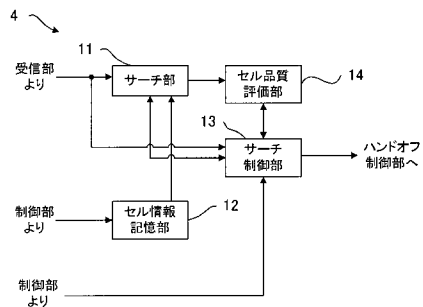 4
11
受信部
より
サーチ部
セル品質
評価部
14
13
サーチ
制御部
ハンドオフ
制御部へ
制御部
より
セル情報
記憶部
12
制御部
より